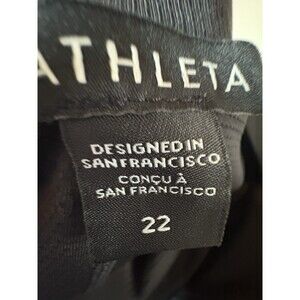 ATHLETA
DESIGNED IN
SAN FRANCISCO
CONÇU À
SAN FRANCISCO
22